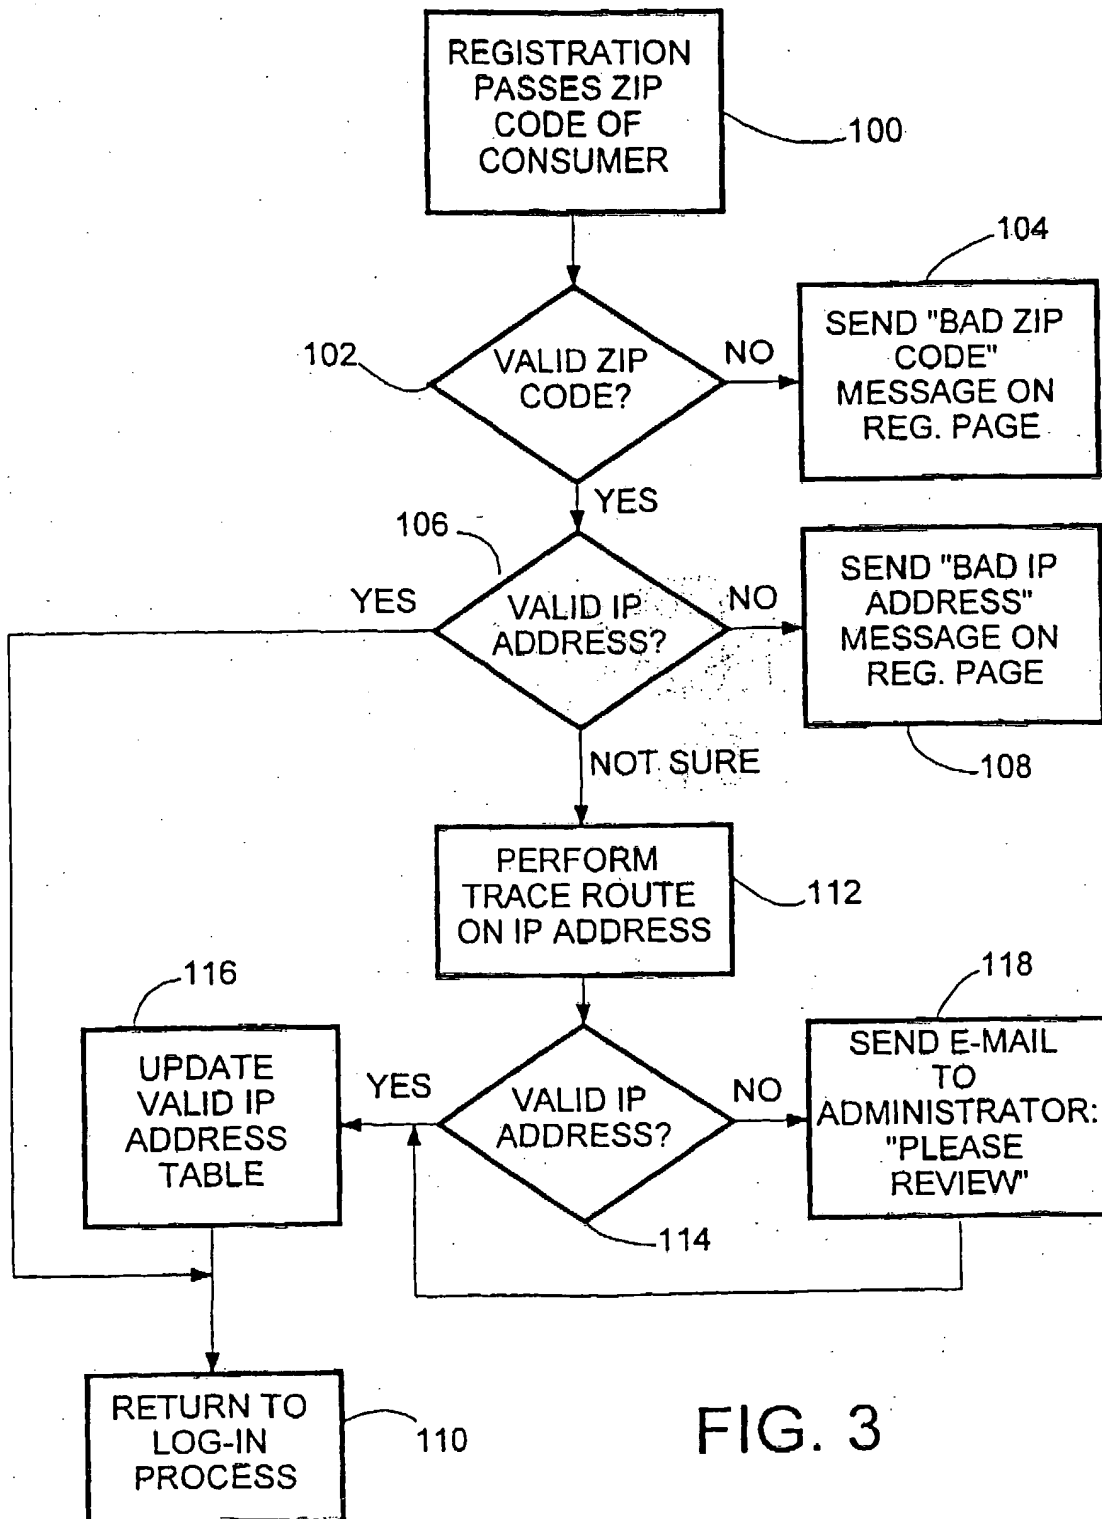 REGISTRATION
PASSES ZIP
CODE OF
CONSUMER
100
104
102
VALID ZIP
CODE?
NO
SEND "BAD ZIP
CODE"
MESSAGE ON
REG. PAGE
YES
106
YES
VALID IP
ADDRESS?
NO
SEND "BAD IP
ADDRESS"
MESSAGE ON
REG. PAGE
108
NOT SURE
PERFORM
TRACE ROUTE
ON IP ADDRESS
112
116
118
UPDATE
VALID IP
ADDRESS
TABLE
YES
VALID IP
ADDRESS?
NO
SEND E-MAIL
TO
ADMINISTRATOR:
"PLEASE
REVIEW"
114
RETURN TO
LOG-IN
PROCESS
110
FIG. 3